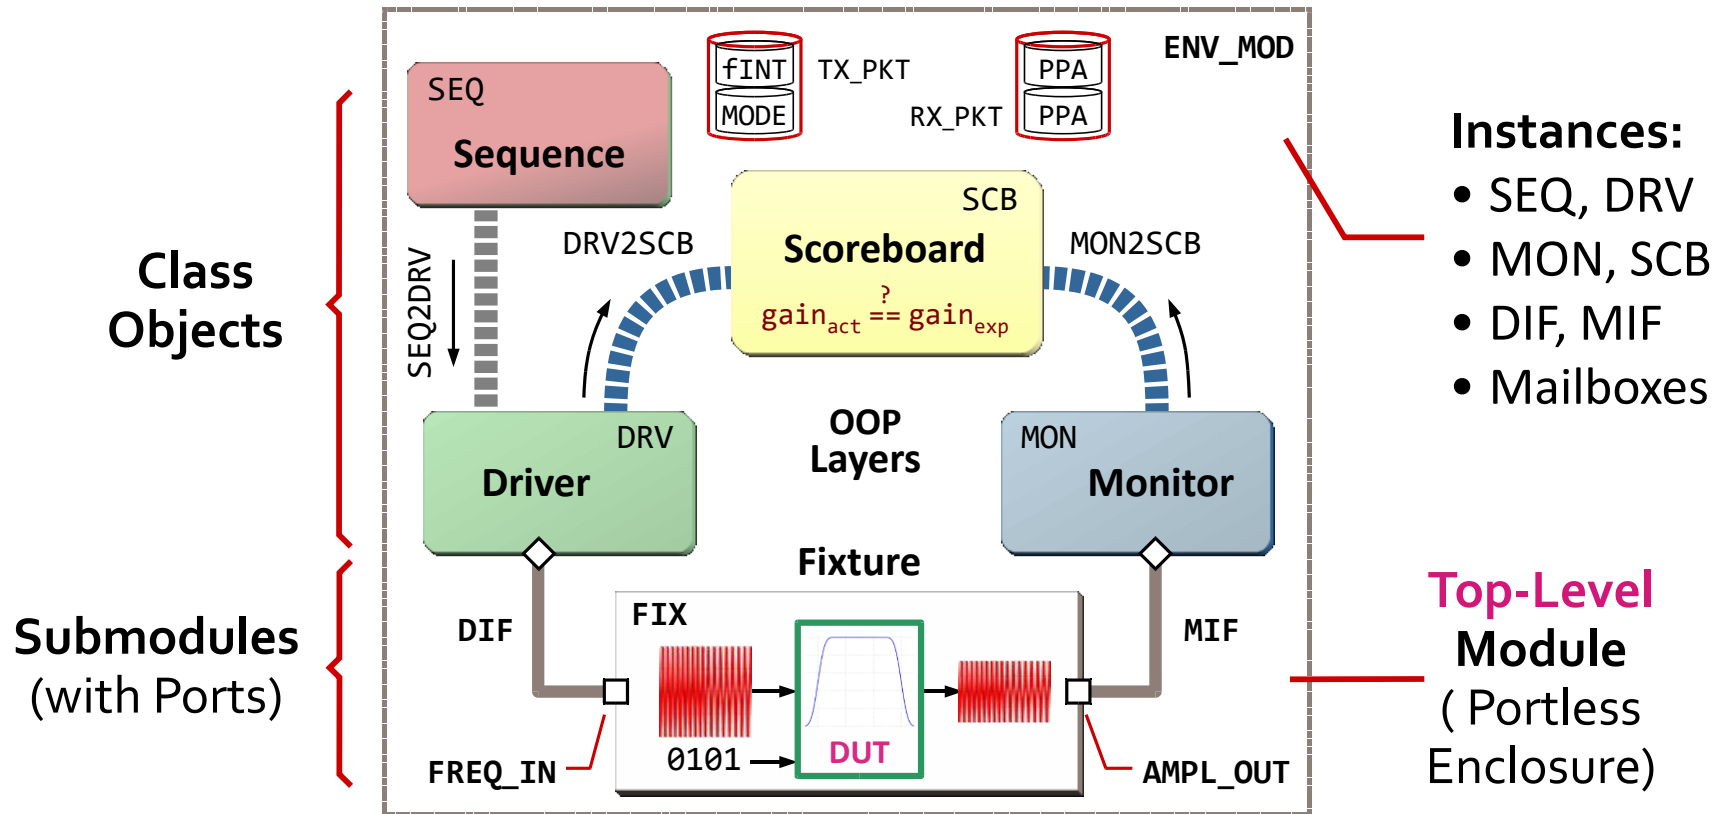 ENV_MOD
fINT
MODE
TX_PKT
RX_PKT
PPA
PPA
SEQ
Sequence
SCB
Scoreboard
?
gain_act == gain_exp
DRV2SCB
MON2SCB
SEQ2DRV
DRV
Driver
OOP
Layers
MON
Monitor
Fixture
FIX
DIF
MIF
0101
DUT
FREQ_IN
AMPL_OUT
Class
Objects
Submodules
(with Ports)
Instances:
• SEQ, DRV
• MON, SCB
• DIF, MIF
• Mailboxes
Top-Level
Module
( Portless
Enclosure)